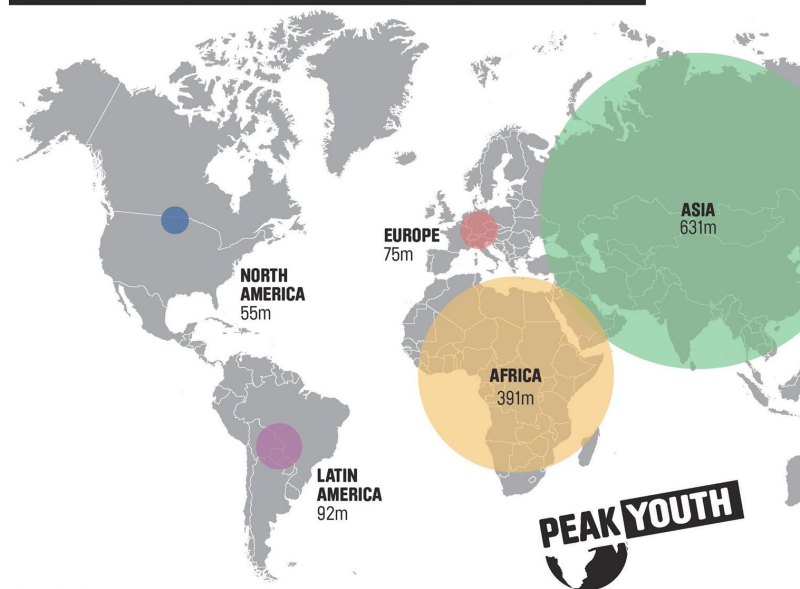 NORTH
AMERICA
55m
EUROPE
75m
ASIA
631m
AFRICA
391m
LATIN
AMERICA
92m
PEAK YOUTH